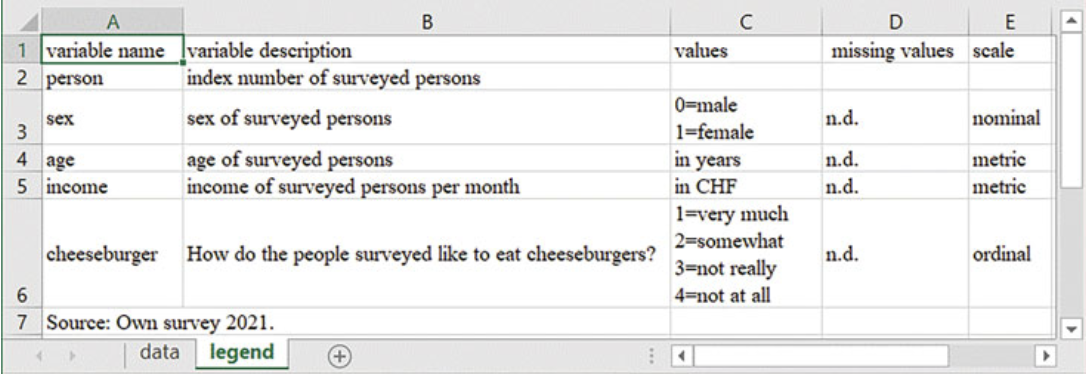 A B C D E
1 variable name variable description values missing values scale
2 person index number of surveyed persons
3 sex sex of surveyed persons 0=male n.d. nominal
1=female
4 age age of surveyed persons in years n.d. metric
5 income income of surveyed persons per month in CHF n.d. metric
6 cheeseburger How do the people surveyed like to eat cheeseburgers? 1=very much n.d. ordinal
2=somewhat
3=not really
4=not at all
7 Source: Own survey 2021.
data legend